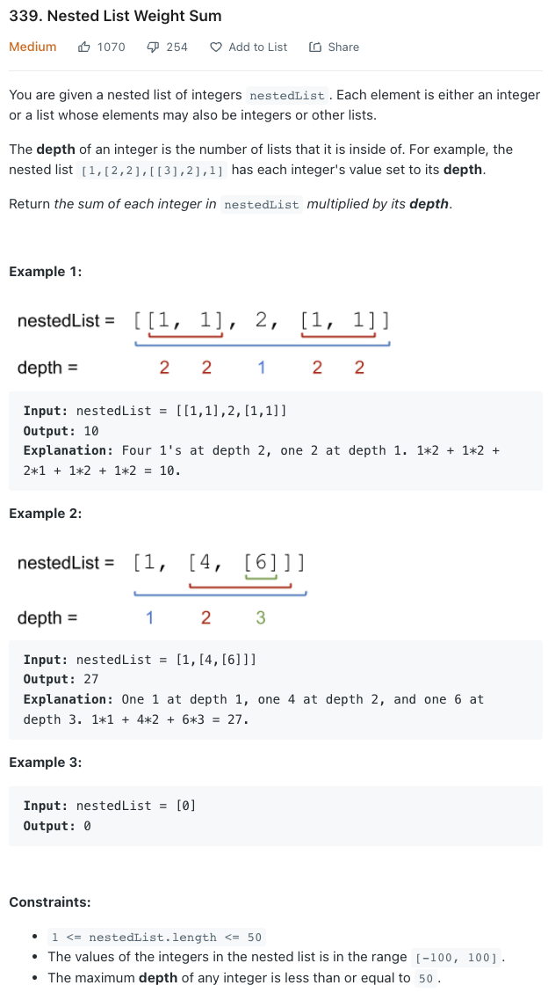 339. Nested List Weight Sum
Medium 1070 254 Add to List Share
You are given a nested list of integers nestedList. Each element is either an integer
or a list whose elements may also be integers or other lists.
The depth of an integer is the number of lists that it is inside of. For example, the
nested list [1,[2,2],[[3],2],1] has each integer's value set to its depth.
Return the sum of each integer in nestedList multiplied by its depth.
Example 1:
nestedList = [[1, 1], 2, [1, 1]]
depth = 2 2 1 2 2
Input: nestedList = [[1,1],2,[1,1]]
Output: 10
Explanation: Four 1's at depth 2, one 2 at depth 1. 1*2 + 1*2 +
2*1 + 1*2 + 1*2 = 10.
Example 2:
nestedList = [1, [4, [6]]]
depth = 1 2 3
Input: nestedList = [1,[4,[6]]]
Output: 27
Explanation: One 1 at depth 1, one 4 at depth 2, and one 6 at
depth 3. 1*1 + 4*2 + 6*3 = 27.
Example 3:
Input: nestedList = [0]
Output: 0
Constraints:
• 1 <= nestedList.length <= 50
• The values of the integers in the nested list is in the range [-100, 100].
• The maximum depth of any integer is less than or equal to 50.